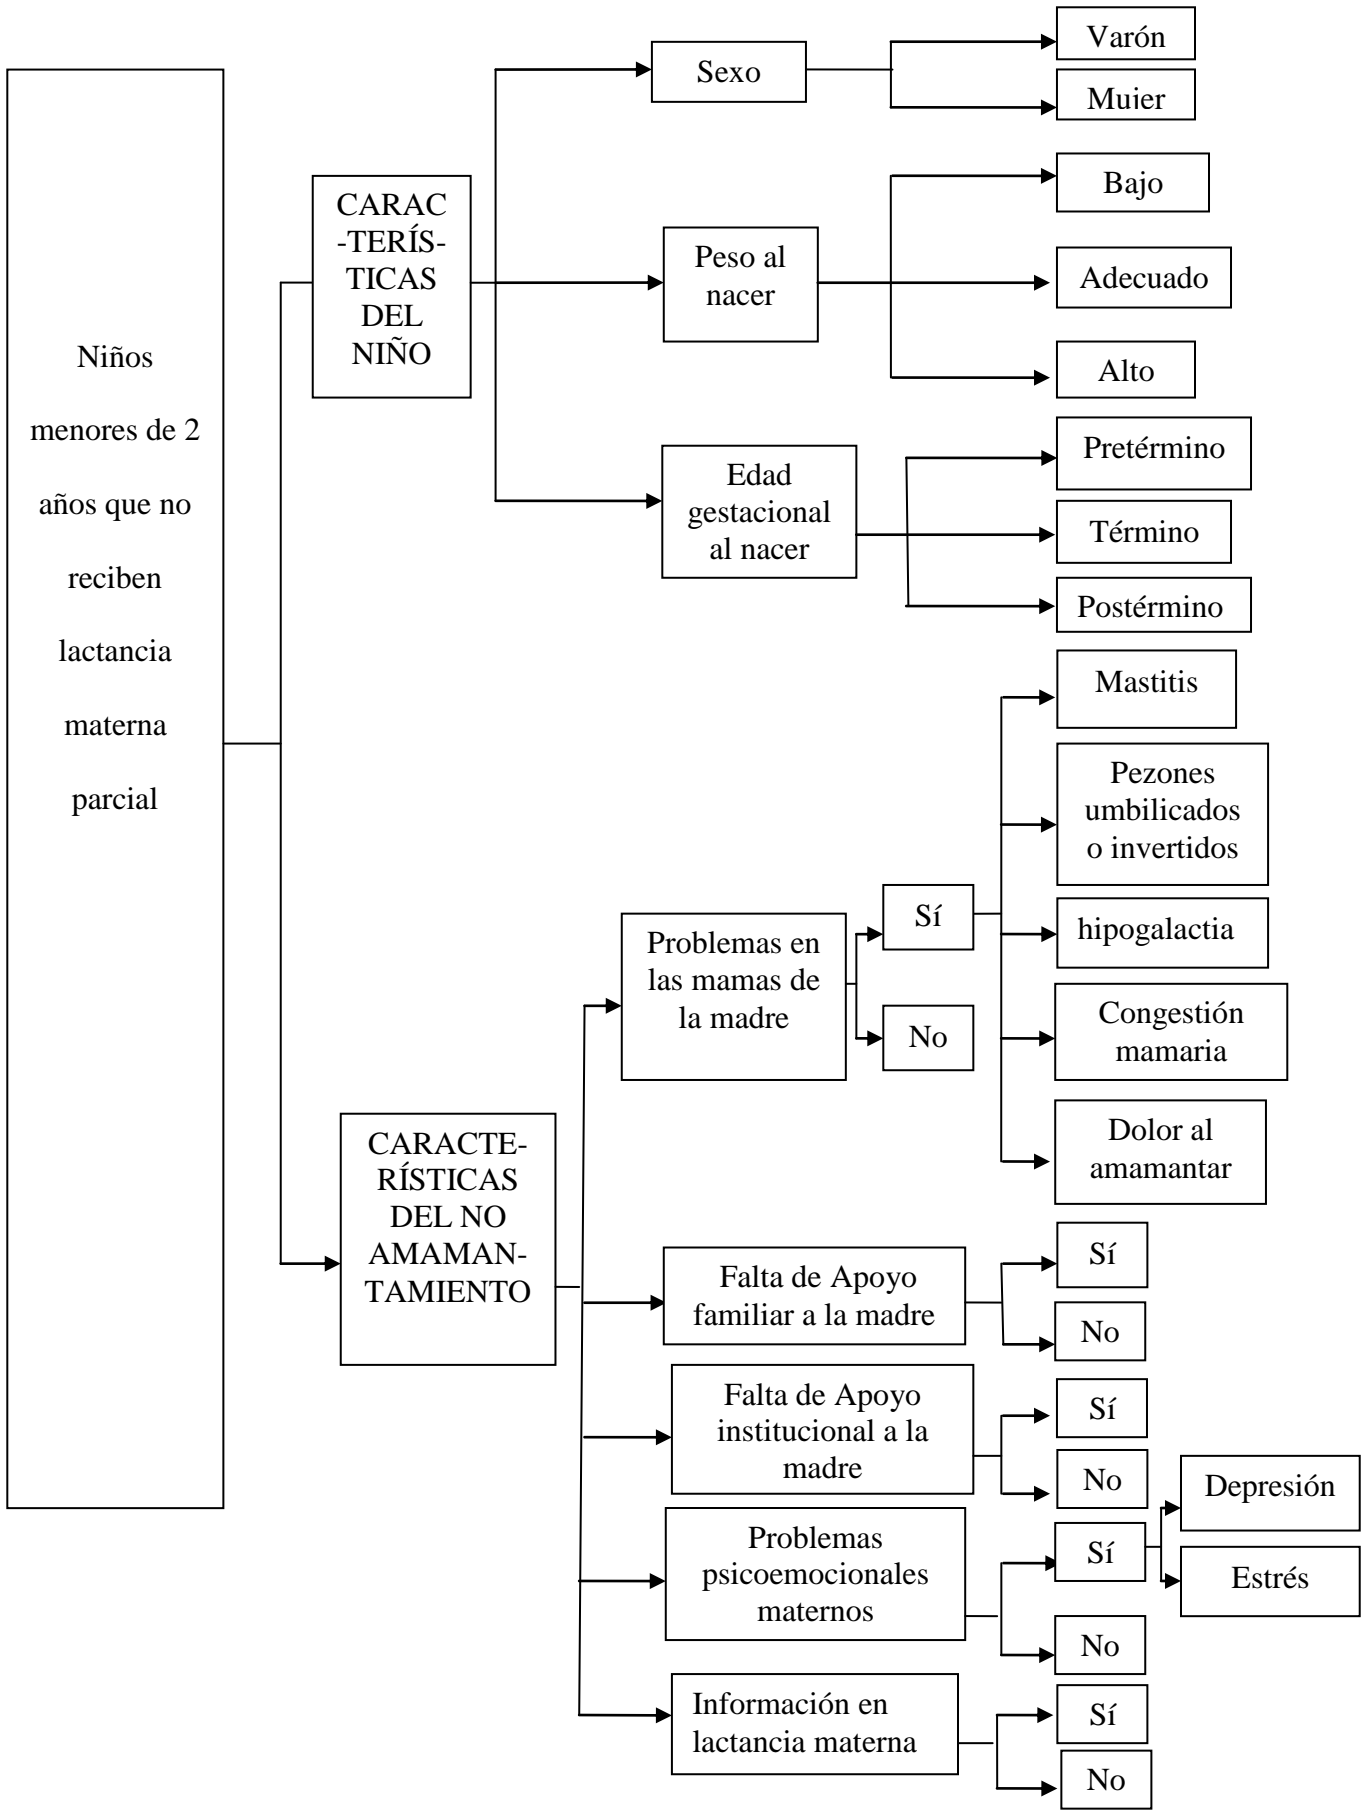 Niños
menores de 2
años que no
reciben
lactancia
materna
parcial
CARAC
-TERÍS-
TICAS
DEL
NIÑO
Sexo
Varón
Mujer
Peso al
nacer
Bajo
Adecuado
Alto
Edad
gestacional
al nacer
Pretérmino
Término
Postérmino
CARACTE-
RÍSTICAS
DEL NO
AMAMAN-
TAMIENTO
Problemas en
las mamas de
la madre
Sí
Mastitis
Pezones
umbilicados
o invertidos
hipogalactia
Congestión
mamaria
Dolor al
amamantar
No
Falta de Apoyo
familiar a la madre
Sí
No
Falta de Apoyo
institucional a la
madre
Sí
No
Problemas
psicoemocionales
maternos
Sí
Depresión
Estrés
No
Información en
lactancia materna
Sí
No